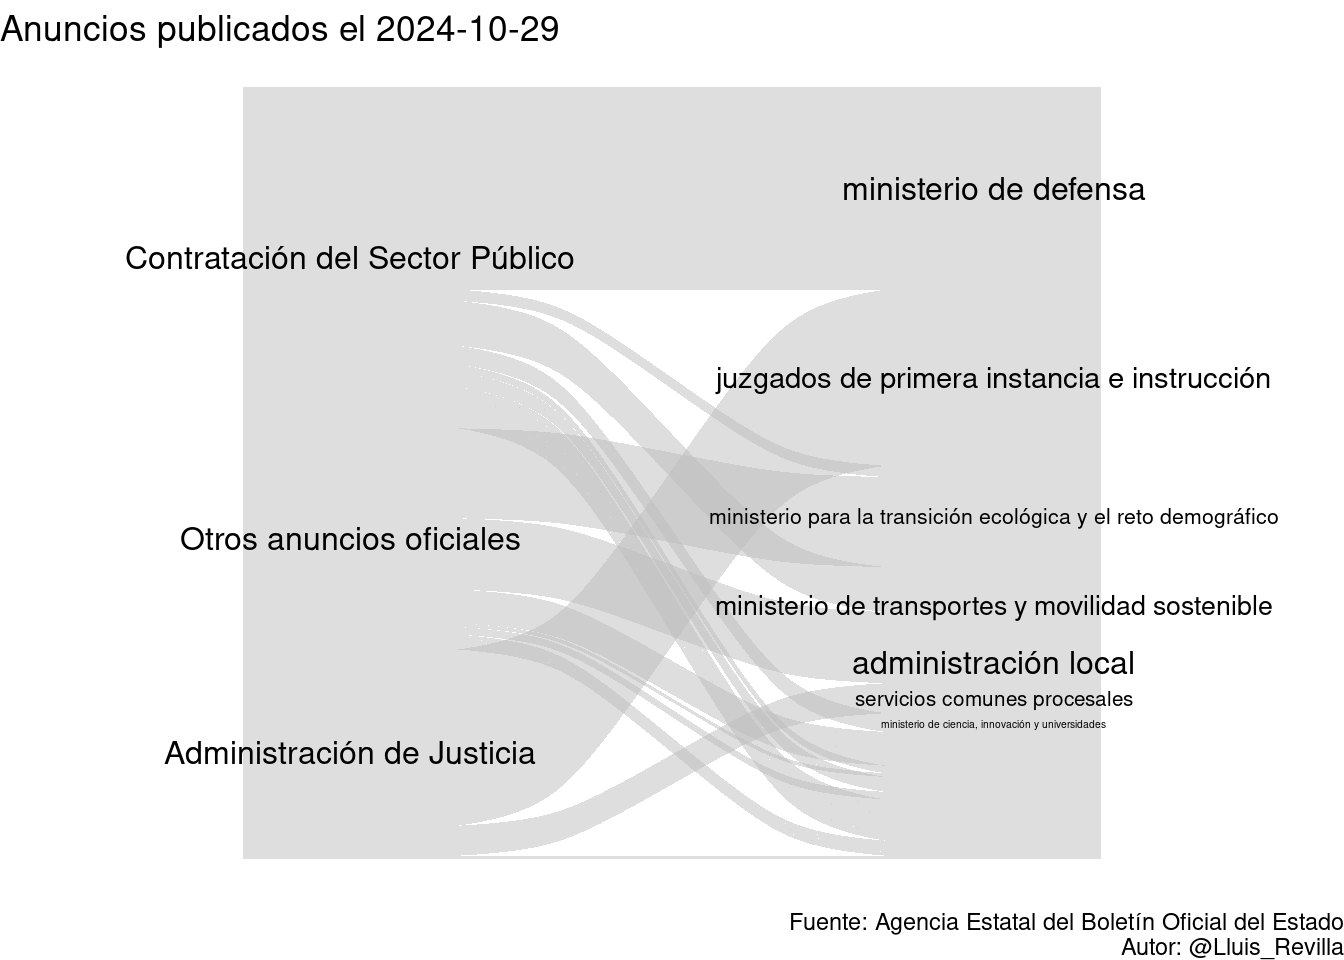 Anuncios publicados el 2024-10-29
ministerio de defensa
Contratación del Sector Público
juzgados de primera instancia e instrucción
ministerio para la transición ecológica y el reto demográfico
Otros anuncios oficiales
ministerio de transportes y movilidad sostenible
administración local
servicios comunes procesales
ministerio de ciencia, innovación y universidades
Administración de Justicia
Fuente: Agencia Estatal del Boletín Oficial del Estado
Autor: @Lluis_Revilla